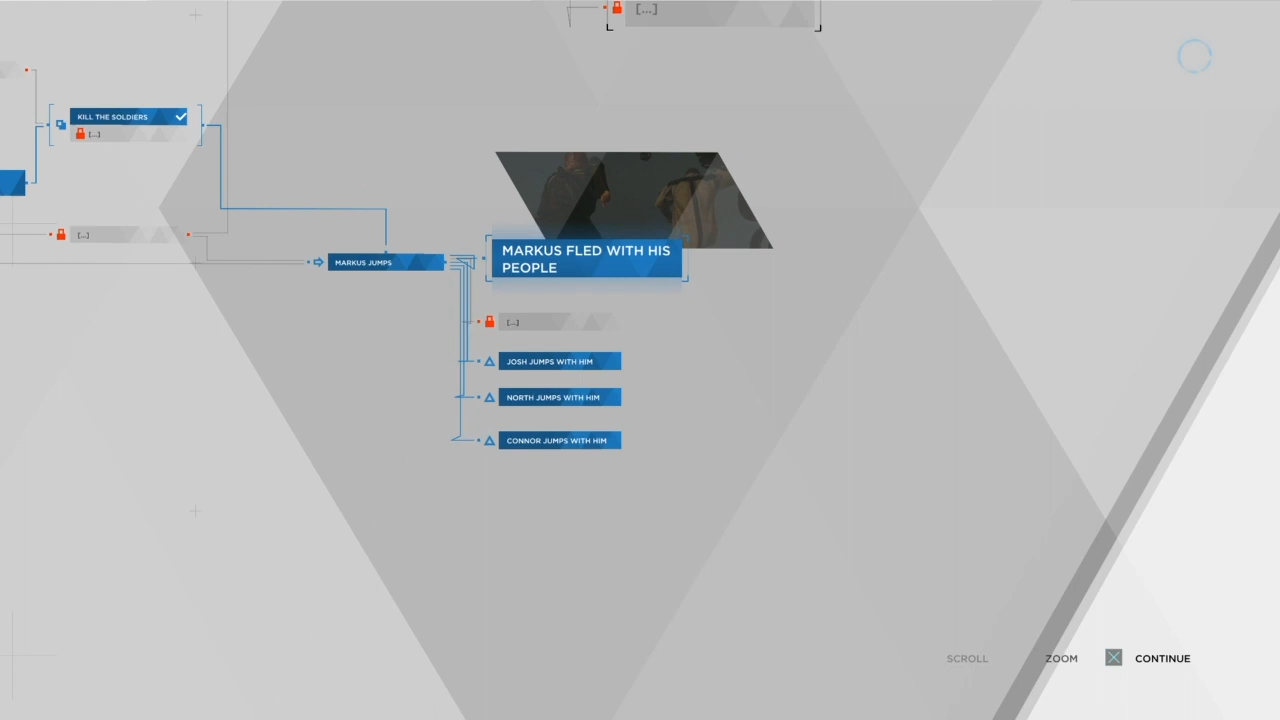 [...]
KILL THE SOLDIERS
[...]
[...]
MARKUS JUMPS
MARKUS FLED WITH HIS
PEOPLE
[...]
JOSH JUMPS WITH HIM
NORTH JUMPS WITH HIM
CONNOR JUMPS WITH HIM
SCROLL
ZOOM
CONTINUE